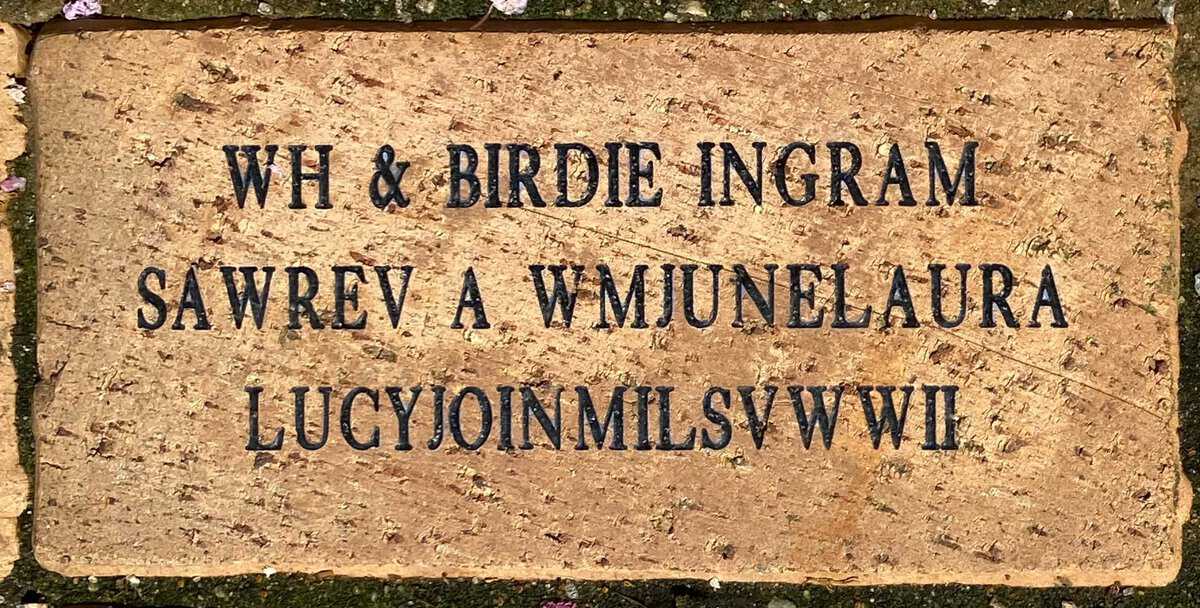 WH & BIRDIE INGRAM
SAWREV A WMJUNELAURA
LUCYJOINMILSVWWII